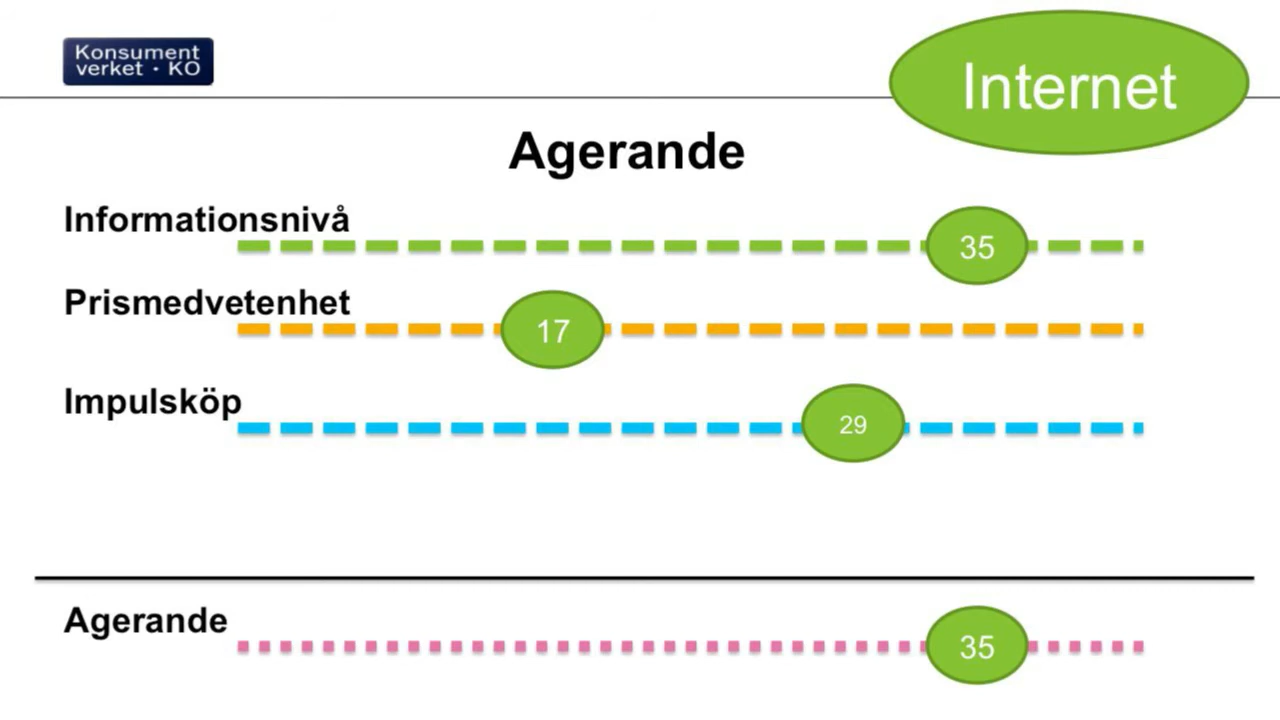 Konsument
verket • KO
Internet
Agerande
Informationsnivå
35
Prismedvetenhet
17
Impulsköp
29
Agerande
35